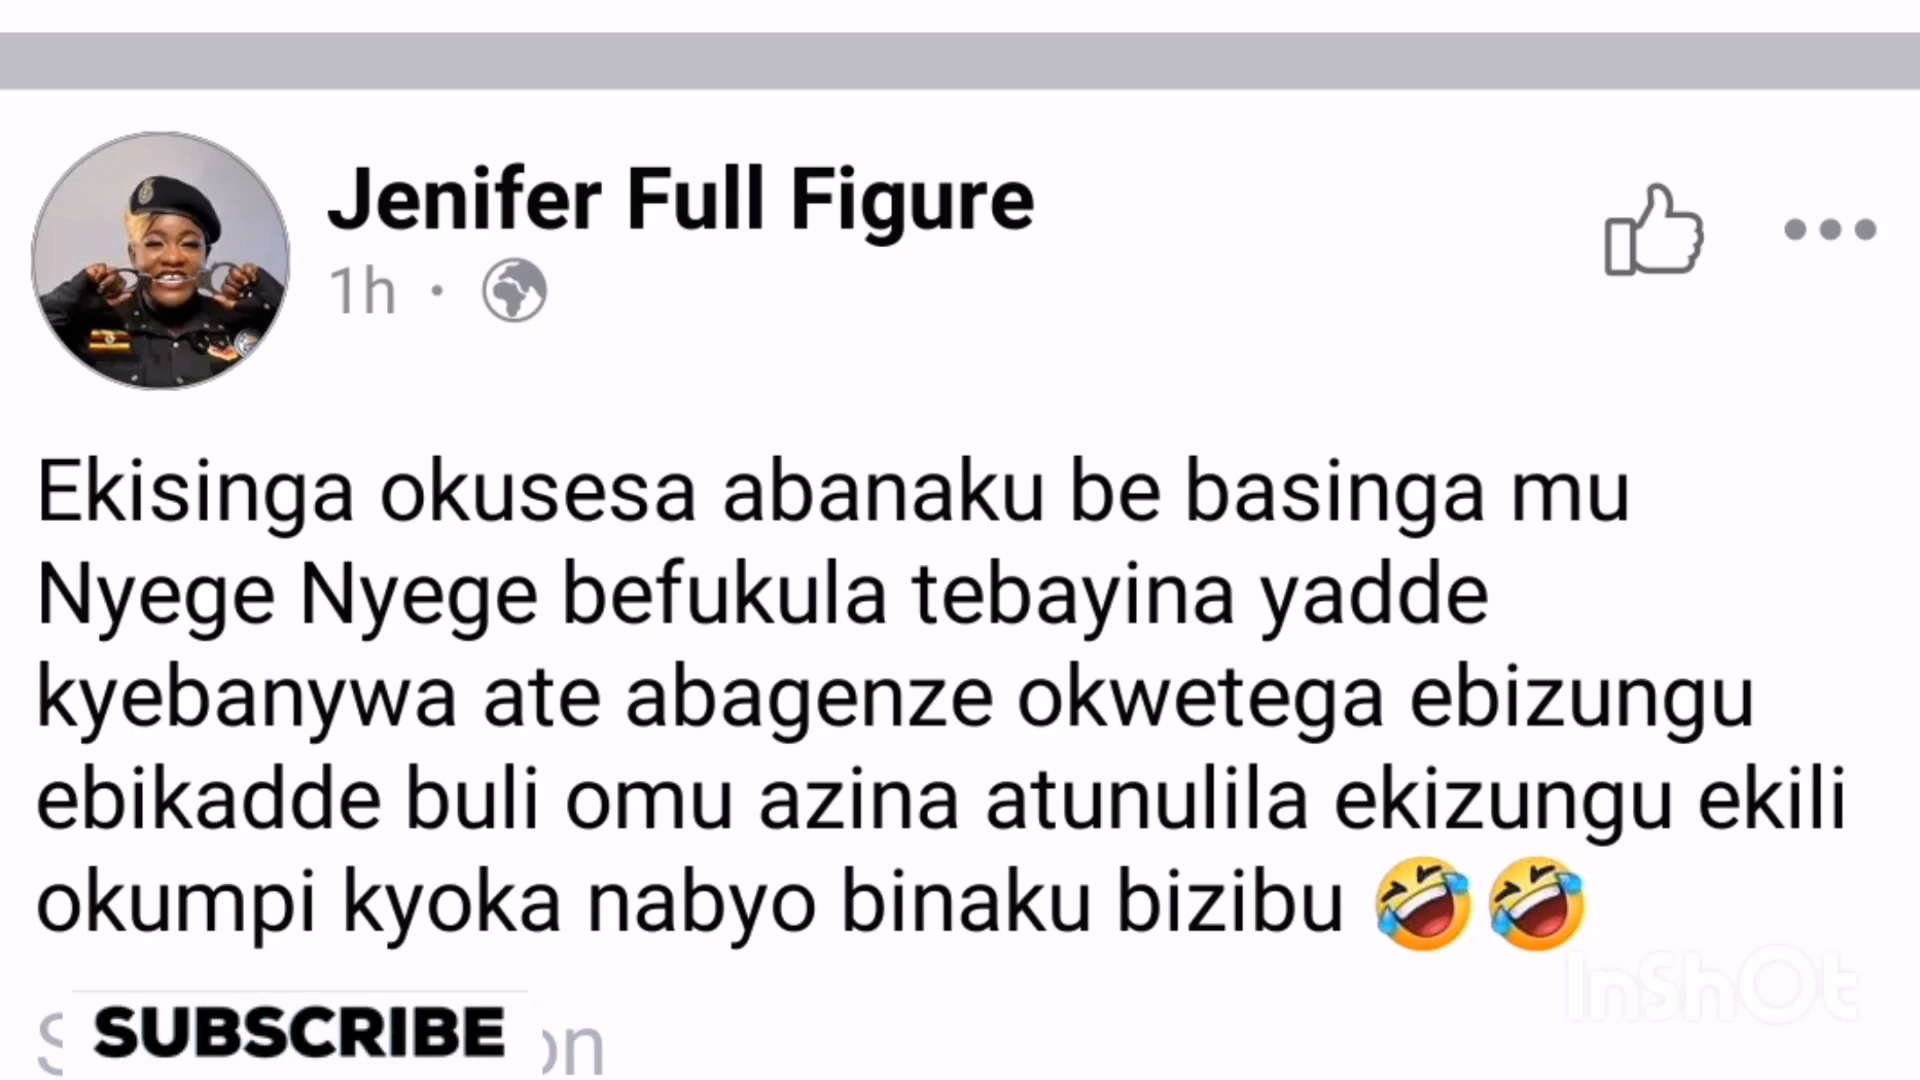 Jenifer Full Figure
1h ·
Ekisinga okusesa abanaku be basinga mu
Nyege Nyege befukula tebayina yadde
kyebanywa ate abagenze okwetega ebizungu
ebikadde buli omu azina atunulila ekizungu ekili
okumpi kyoka nabyo binaku bizibu 🤣🤣
InShOt
SUBSCRIBE